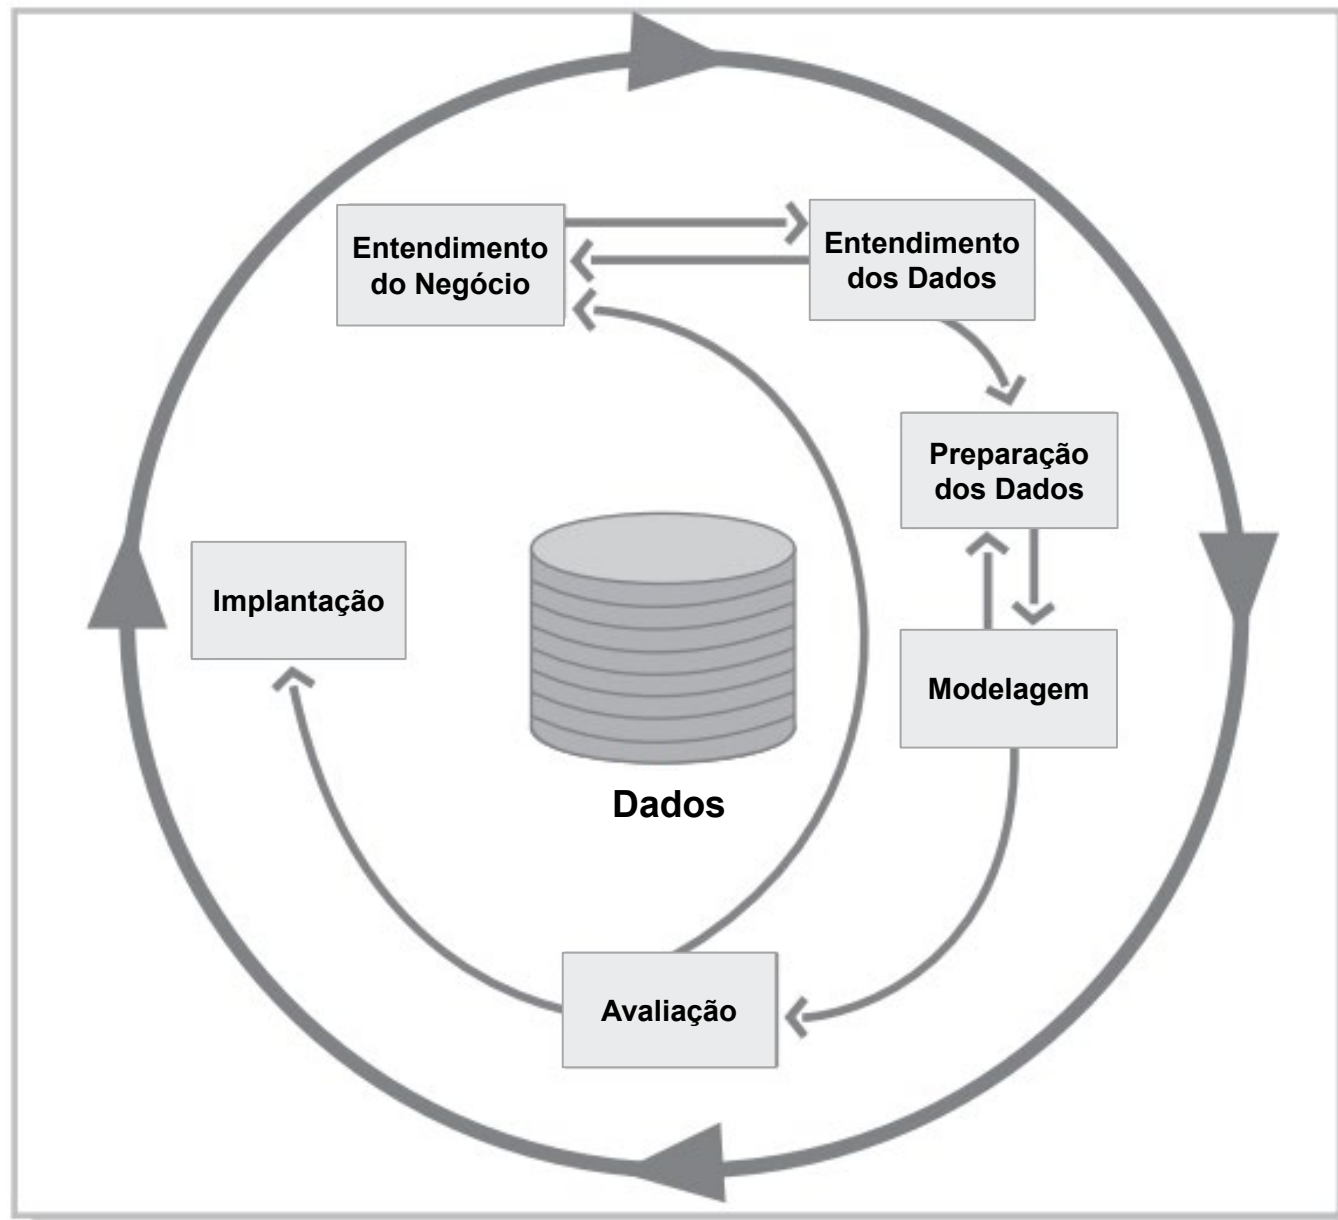 Entendimento
do Negócio
Entendimento
dos Dados
Preparação
dos Dados
Implantação
Modelagem
Dados
Avaliação